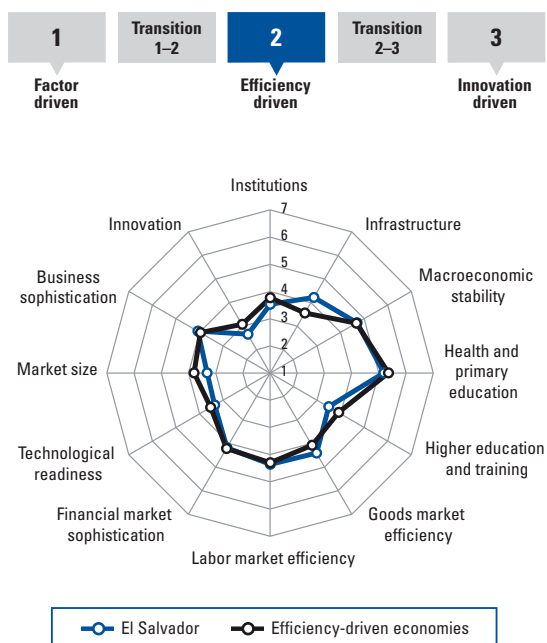 1
Transition
1–2
2
Transition
2–3
3
Factor
driven
Efficiency
driven
Innovation
driven
Institutions
7
Innovation
Infrastructure
6
5
Business
sophistication
Macroeconomic
stability
4
3
2
Market size
1
Health and
primary
education
Technological
readiness
Higher education
and training
Financial market
sophistication
Goods market
efficiency
Labor market efficiency
El Salvador
Efficiency-driven economies